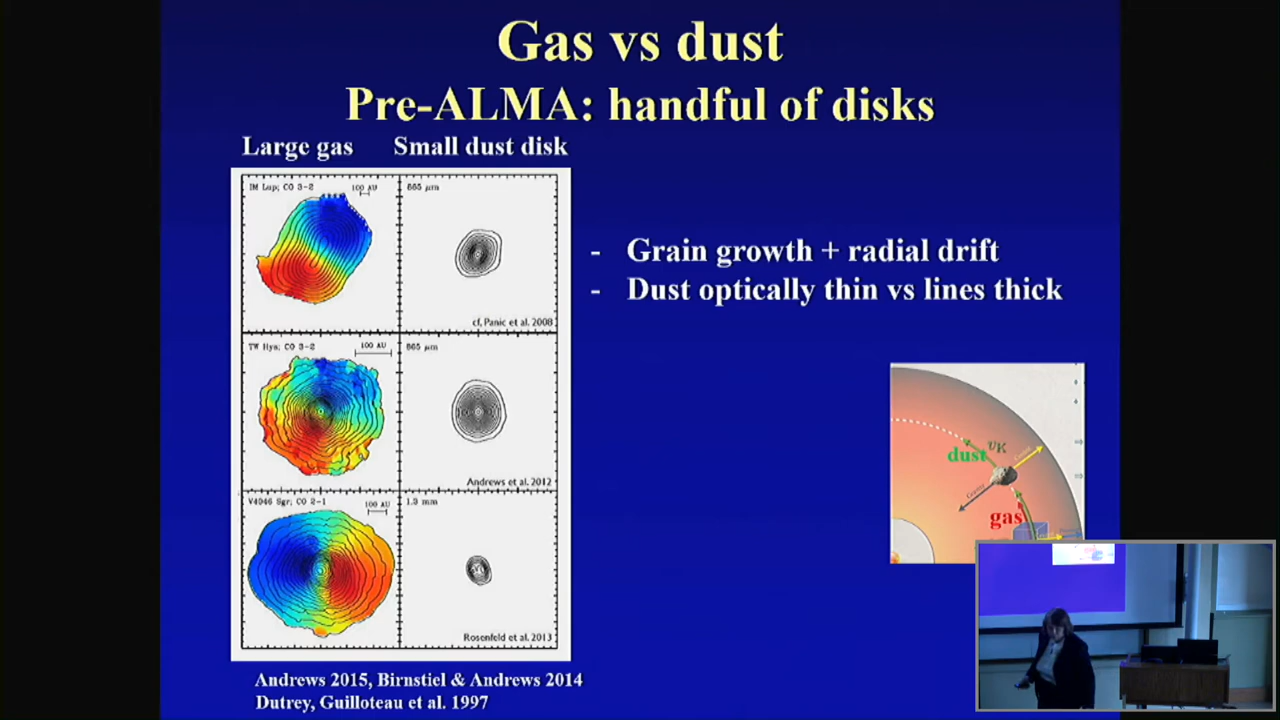 Gas vs dust
Pre-ALMA: handful of disks
Large gas Small dust disk
IM Lup; CO 3-2
100 AU
865 μm
cf, Panic et al. 2008
TW Hya; CO 3-2
100 AU
865 μm
Andrews et al. 2012
V4046 Sgr; CO 2-1
100 AU
1.3 mm
Rosenfeld et al. 2013
- Grain growth + radial drift
- Dust optically thin vs lines thick
dust
vK
Gravity
gas
Andrews 2015, Birnstiel & Andrews 2014
Dutrey, Guilloteau et al. 1997